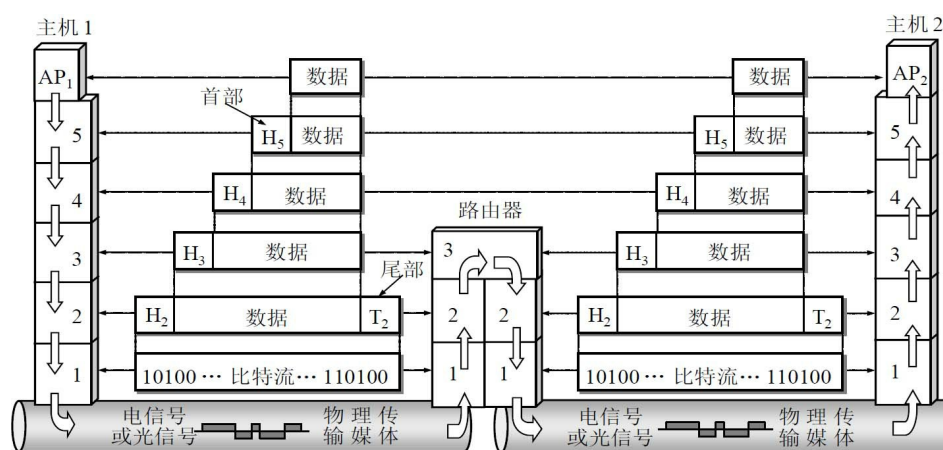 主机 1
主机 2
AP₁
数据
数据
AP₂
首部
5
H₅ 数据
H₅ 数据
5
4
H₄ 数据
H₄ 数据
4
路由器
3
H₃ 数据
3
H₃ 数据
3
尾部
2
H₂ 数据 T₂
2 2
H₂ 数据 T₂
2
1
10100 … 比特流… 110100
1 1
10100 … 比特流… 110100
1
电信号
或光信号
物 理 传
输 媒 体
电信号
或光信号
物 理 传
输 媒 体